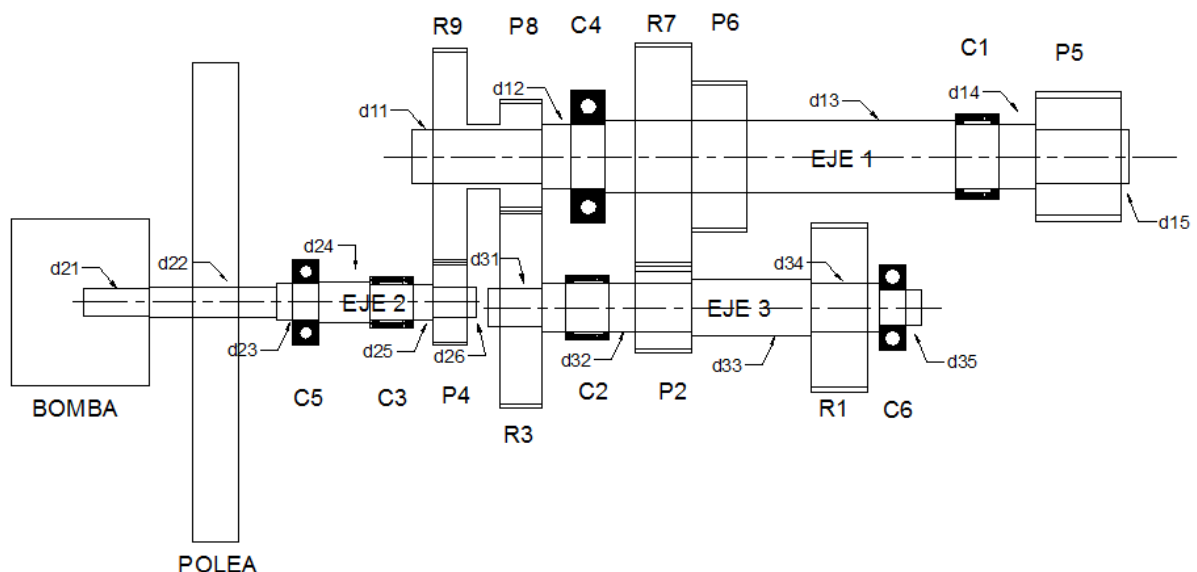 R9 P8 C4 R7 P6 C1 P5
d11 d12 d13 d14
EJE 1
d15
d21 d22 d24 d31 d34
EJE 2 EJE 3
d23 d25 d26 d32 d33 d35
BOMBA C5 C3 P4 C2 P2 R1 C6
R3
POLEA